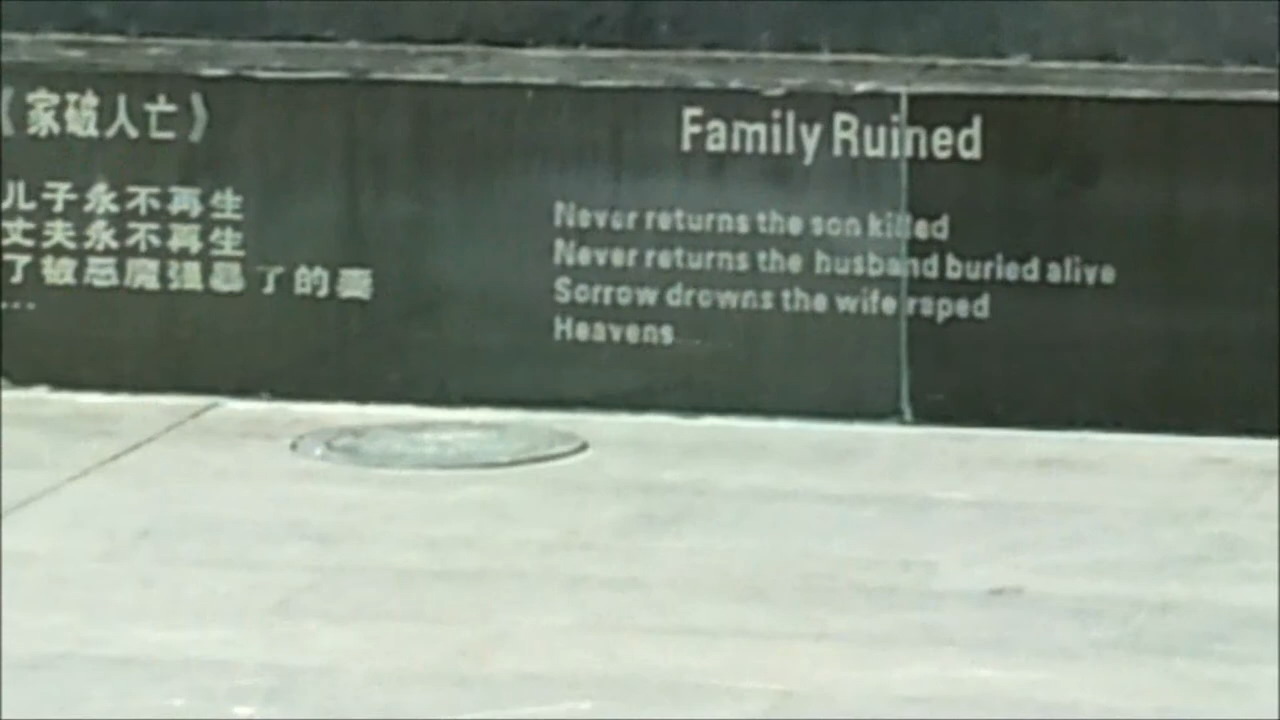 《家破人亡》
儿子永不再生
丈夫永不再生
了被恶魔强暴了的妻
...
Family Ruined
Never returns the son killed
Never returns the husband buried alive
Sorrow drowns the wife raped
Heavens.....